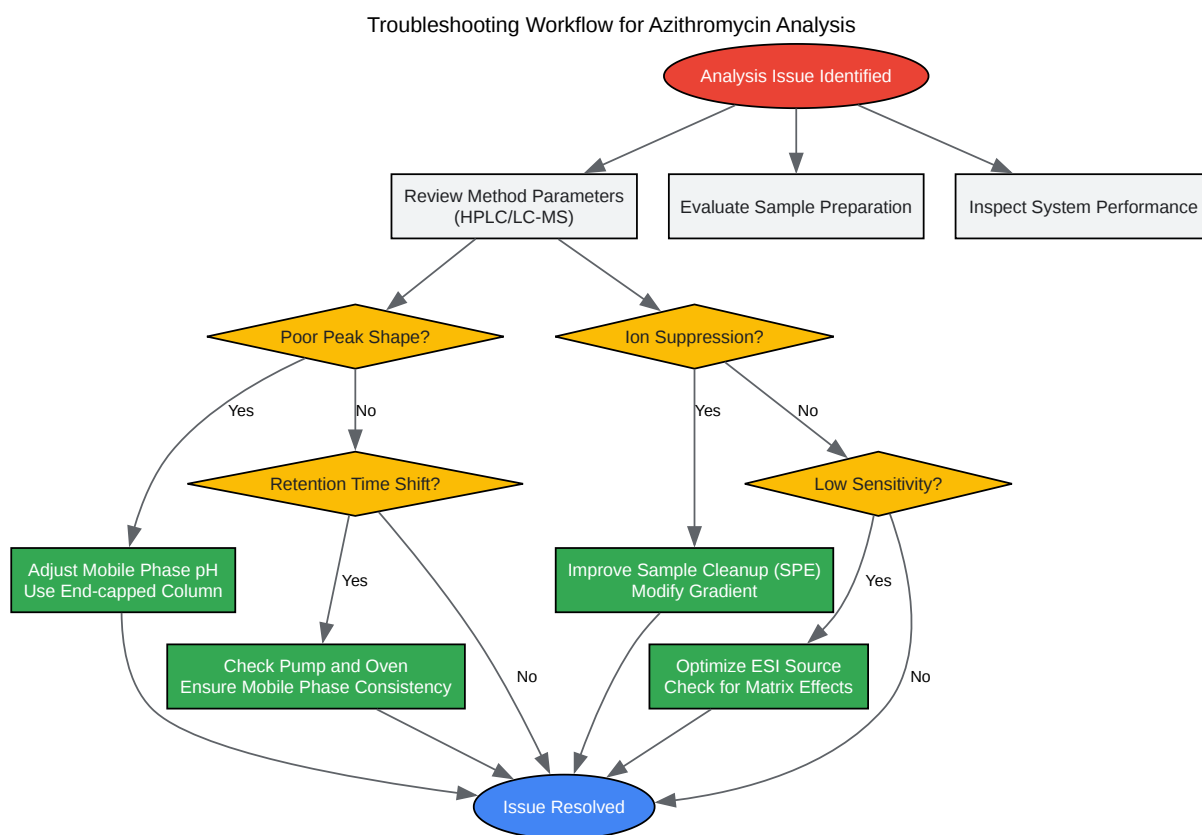 Troubleshooting Workflow for Azithromycin Analysis
Analysis Issue Identified
Review Method Parameters
(HPLC/LC-MS)
Evaluate Sample Preparation
Inspect System Performance
Poor Peak Shape?
Ion Suppression?
Yes
No
Yes
No
Retention Time Shift?
Low Sensitivity?
Adjust Mobile Phase pH
Use End-capped Column
Yes
Improve Sample Cleanup (SPE)
Modify Gradient
Yes
Check Pump and Oven
Ensure Mobile Phase Consistency
No
Optimize ESI Source
Check for Matrix Effects
No
Issue Resolved